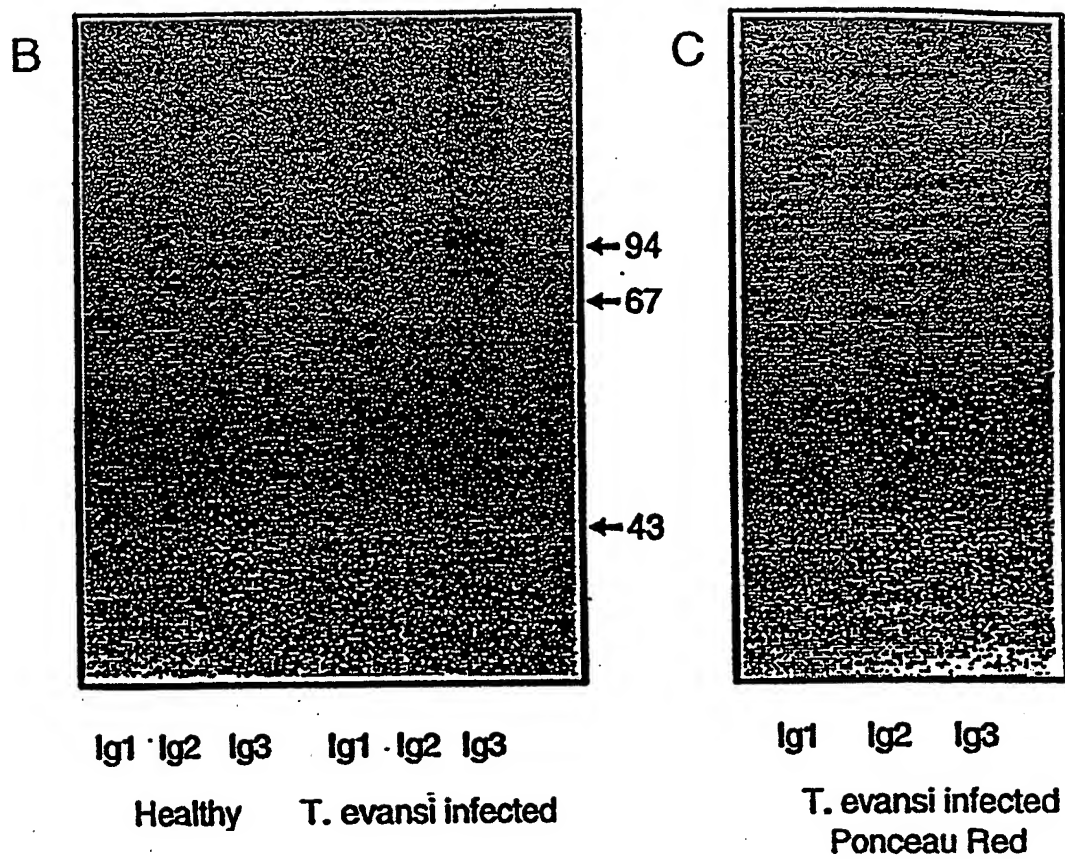 B
C
←94
←67
←43
Ig1 Ig2 Ig3 Ig1 Ig2 Ig3
Healthy T. evansi infected
Ig1 Ig2 Ig3
T. evansi infected
Ponceau Red